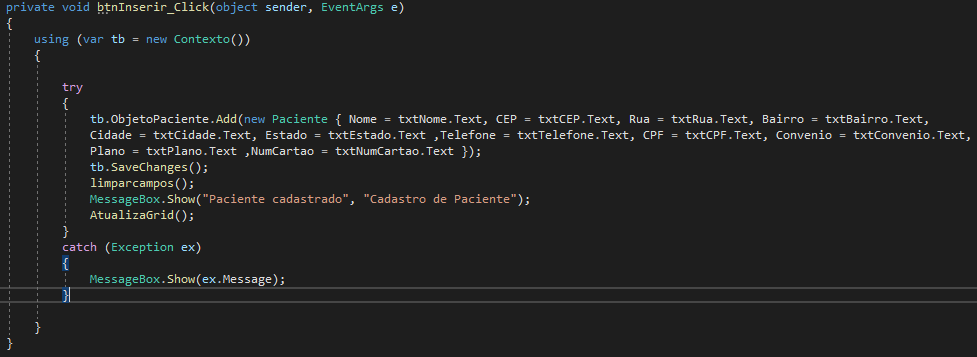 private void btnInserir_Click(object sender, EventArgs e)
{
using (var tb = new Contexto())
{
try
{
tb.ObjetoPaciente.Add(new Paciente { Nome = txtNome.Text, CEP = txtCEP.Text, Rua = txtRua.Text, Bairro = txtBairro.Text,
Cidade = txtCidade.Text, Estado = txtEstado.Text ,Telefone = txtTelefone.Text, CPF = txtCPF.Text, Convenio = txtConvenio.Text,
Plano = txtPlano.Text ,NumCartao = txtNumCartao.Text });
tb.SaveChanges();
limparcampos();
MessageBox.Show("Paciente cadastrado", "Cadastro de Paciente");
AtualizaGrid();
}
catch (Exception ex)
{
MessageBox.Show(ex.Message);
}
}
}